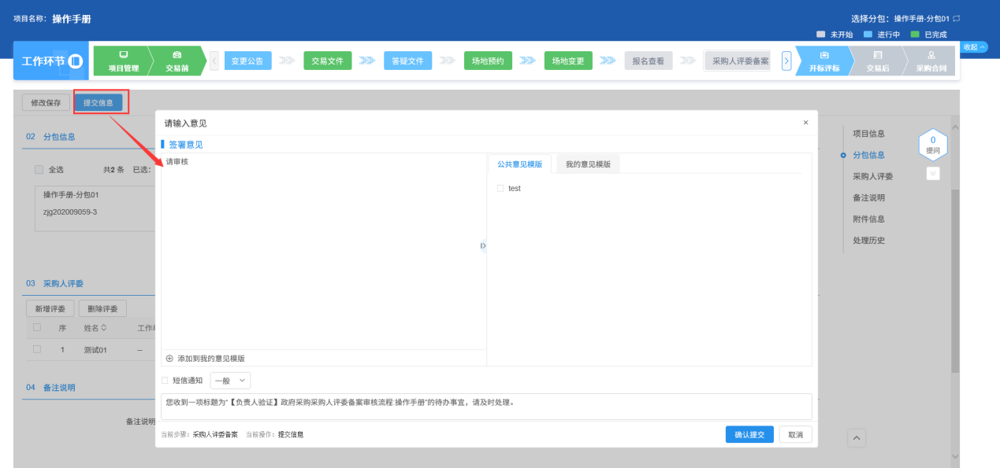 项目名称: 操作手册
选择分包: 操作手册-分包01
未开始 进行中 已完成
收起
工作环节
项目管理
交易前
变更公告
交易文件
答疑文件
场地预约
场地变更
报名查看
采购人评委备案
开标评标
交易后
采购合同
修改保存 提交信息
02 分包信息
全选 共2 条 已选:
操作手册-分包01
zjg202009059-3
03 采购人评委
新增评委 删除评委
序 姓名 工作单
1 测试01 --
04 备注说明
备注说明
请输入意见 ×
签署意见
请审核
公共意见模版 我的意见模版
test
添加到我的意见模版
短信通知 一般
您收到一项标题为“【负责人验证】政府采购采购人评委备案审核流程:操作手册”的待办事宜，请及时处理。
当前步骤: 采购人评委备案 当前操作: 提交信息
确认提交 取消
项目信息
分包信息
采购人评委
备注说明
附件信息
处理历史
0
提问